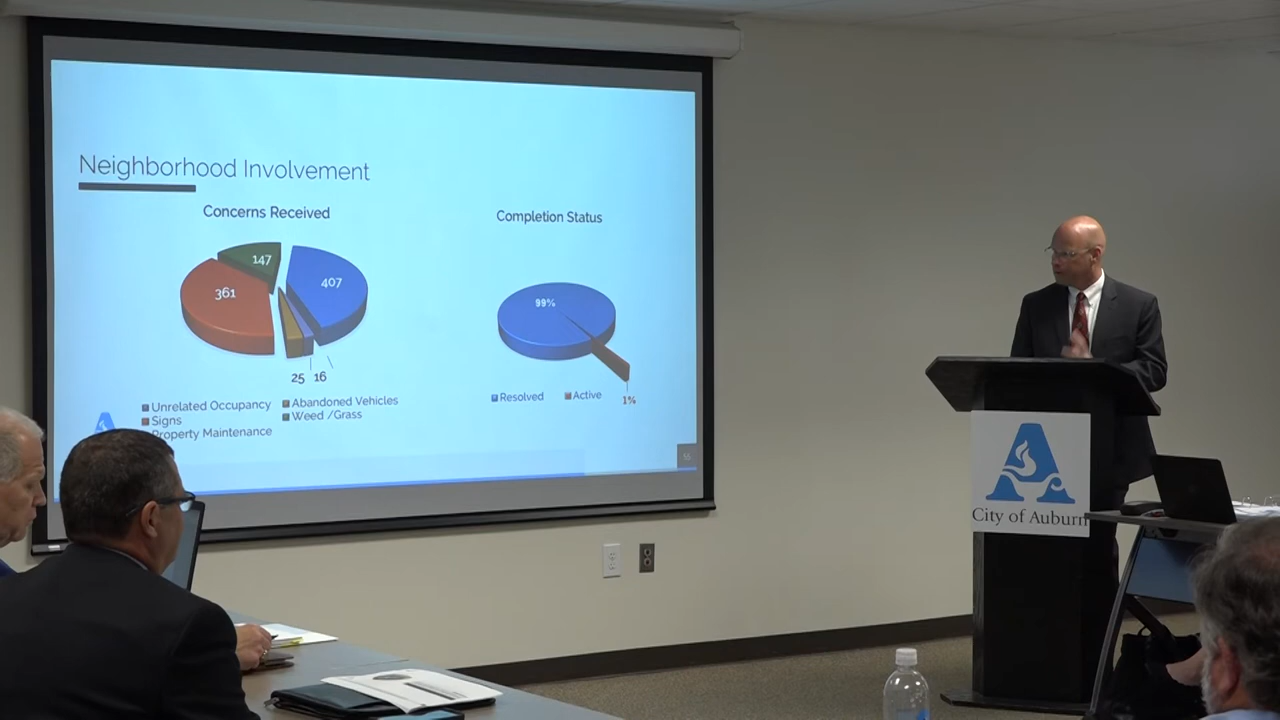 Neighborhood Involvement
Concerns Received
Completion Status
147
407
361
25 16
99%
1%
Unrelated Occupancy
Abandoned Vehicles
Signs
Weed /Grass
Property Maintenance
Resolved
Active
City of Auburn